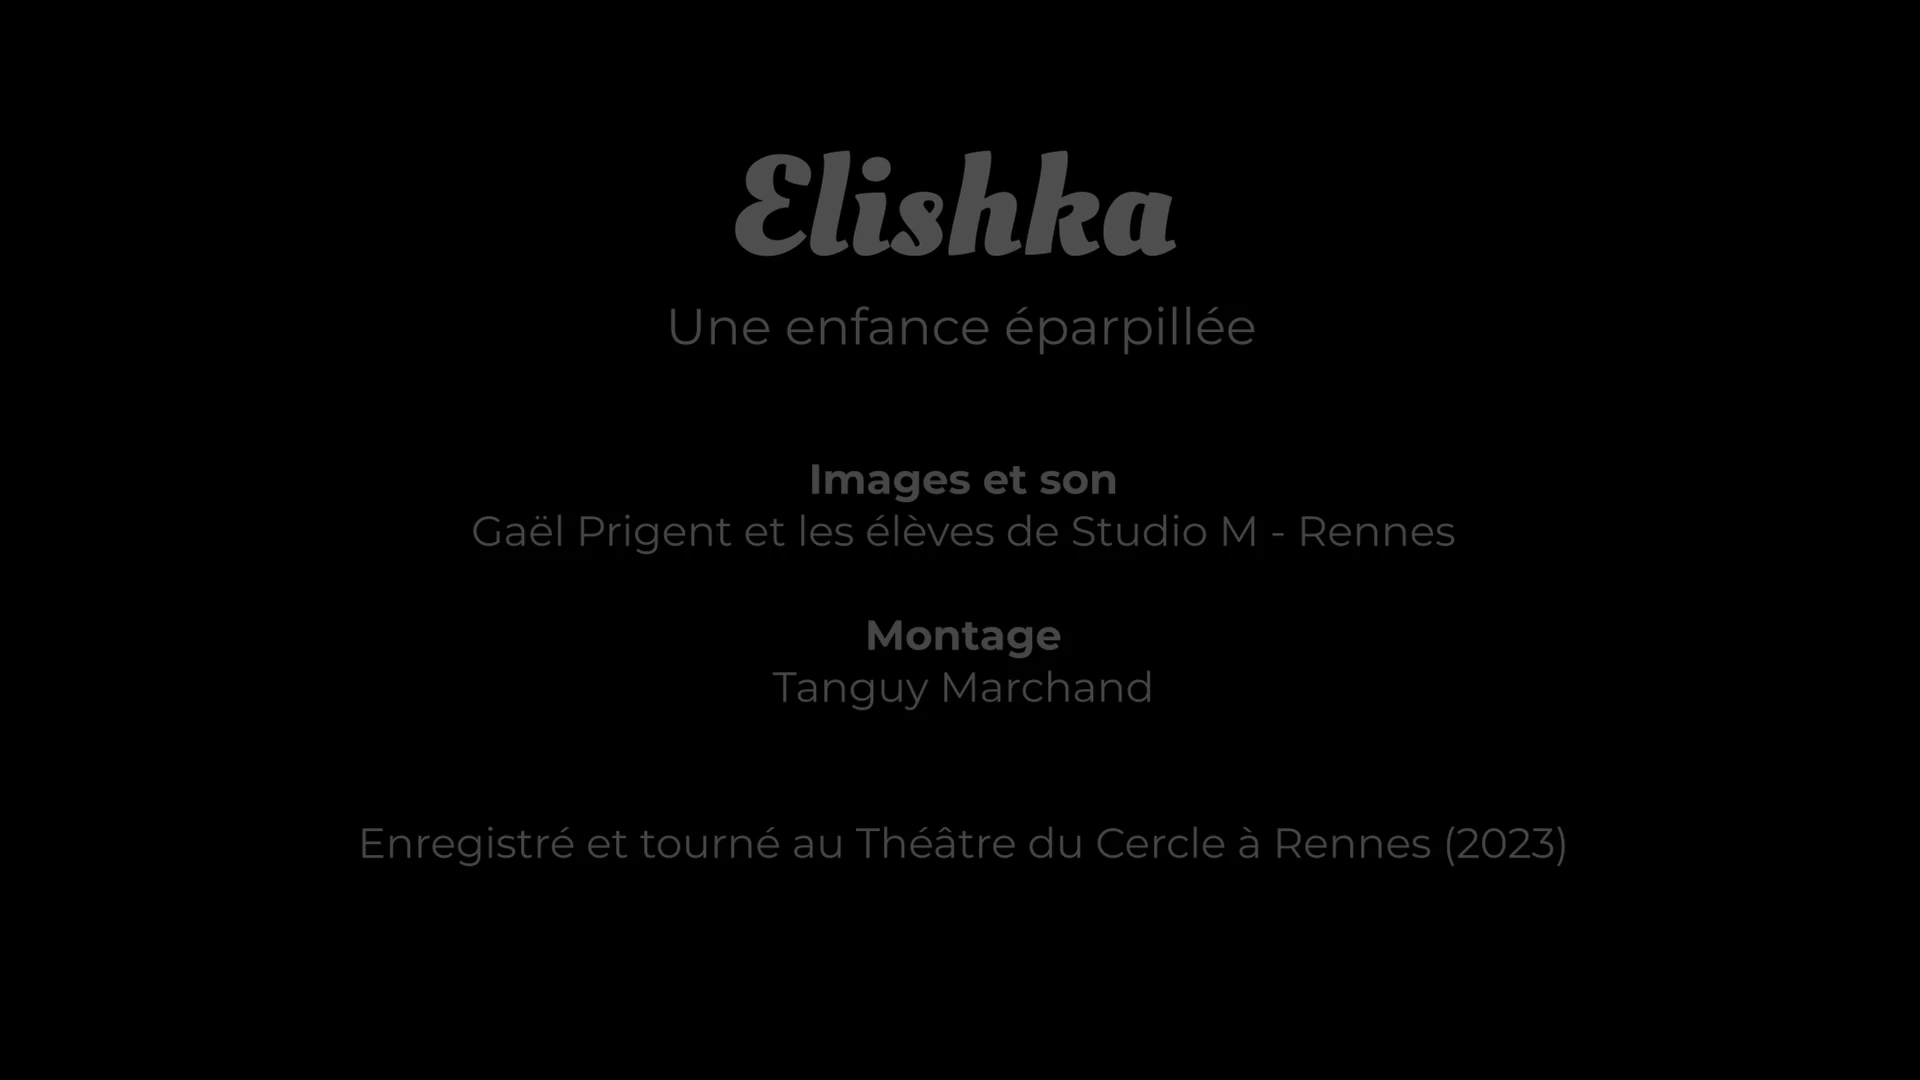 Elishka
Une enfance éparpillée
Images et son
Gaël Prigent et les élèves de Studio M - Rennes
Montage
Tanguy Marchand
Enregistré et tourné au Théâtre du Cercle à Rennes (2023)